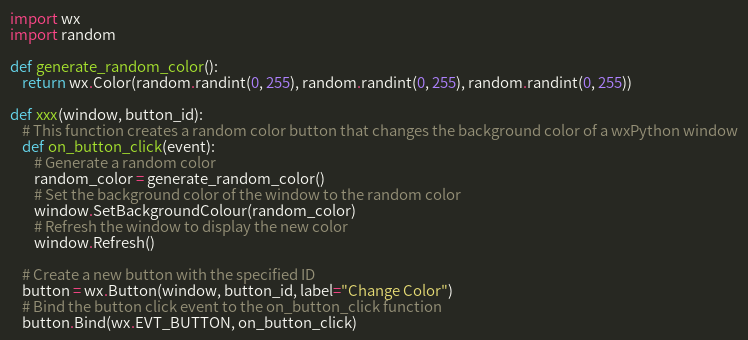 import wx
import random
def generate_random_color():
return wx.Color(random.randint(0, 255), random.randint(0, 255), random.randint(0, 255))
def xxx(window, button_id):
# This function creates a random color button that changes the background color of a wxPython window
def on_button_click(event):
# Generate a random color
random_color = generate_random_color()
# Set the background color of the window to the random color
window.SetBackgroundColour(random_color)
# Refresh the window to display the new color
window.Refresh()
# Create a new button with the specified ID
button = wx.Button(window, button_id, label="Change Color")
# Bind the button click event to the on_button_click function
button.Bind(wx.EVT_BUTTON, on_button_click)